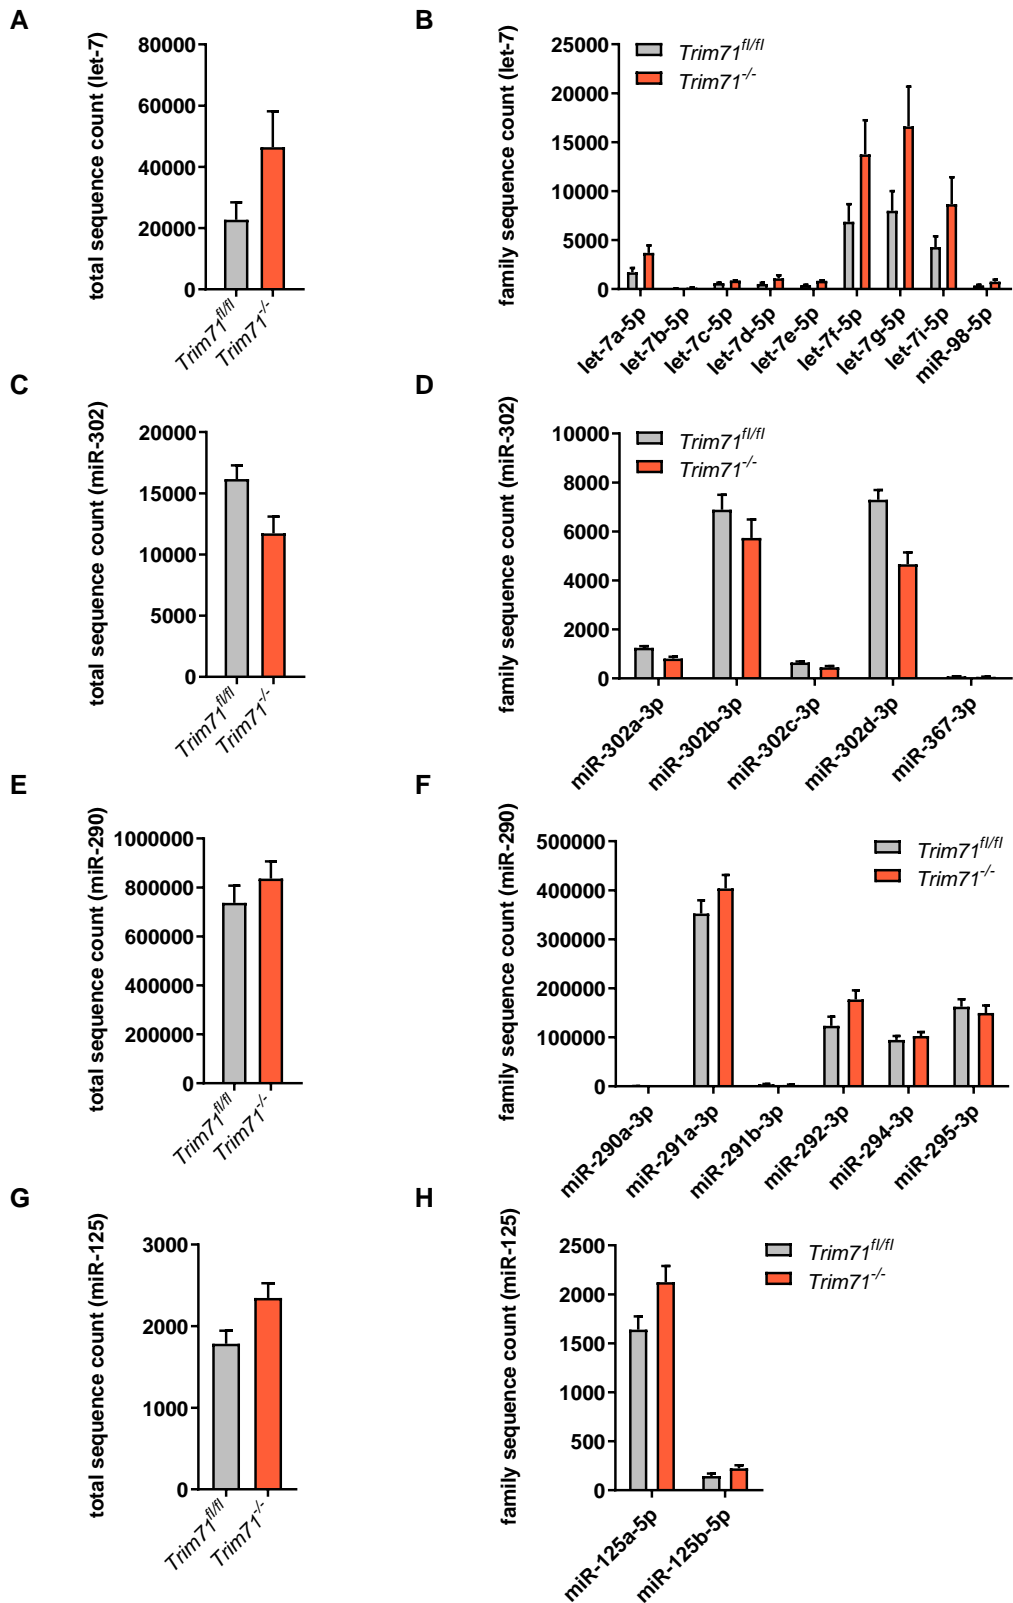 A
total sequence count (let-7)
80000
60000
40000
20000
0
Trim71fl/fl
Trim71-/-
B
family sequence count (let-7)
25000
20000
15000
10000
5000
0
Trim71fl/fl
Trim71-/-
let-7a-5p
let-7b-5p
let-7c-5p
let-7d-5p
let-7e-5p
let-7f-5p
let-7g-5p
let-7i-5p
miR-98-5p
C
total sequence count (miR-302)
20000
15000
10000
5000
0
Trim71fl/fl
Trim71-/-
D
family sequence count (miR-302)
10000
8000
6000
4000
2000
0
Trim71fl/fl
Trim71-/-
miR-302a-3p
miR-302b-3p
miR-302c-3p
miR-302d-3p
miR-367-3p
E
total sequence count (miR-290)
1000000
800000
600000
400000
200000
0
Trim71fl/fl
Trim71-/-
F
family sequence count (miR-290)
500000
400000
300000
200000
100000
0
Trim71fl/fl
Trim71-/-
miR-290a-3p
miR-291a-3p
miR-291b-3p
miR-292-3p
miR-294-3p
miR-295-3p
G
total sequence count (miR-125)
3000
2000
1000
0
Trim71fl/fl
Trim71-/-
H
family sequence count (miR-125)
2500
2000
1500
1000
500
0
Trim71fl/fl
Trim71-/-
miR-125a-5p
miR-125b-5p